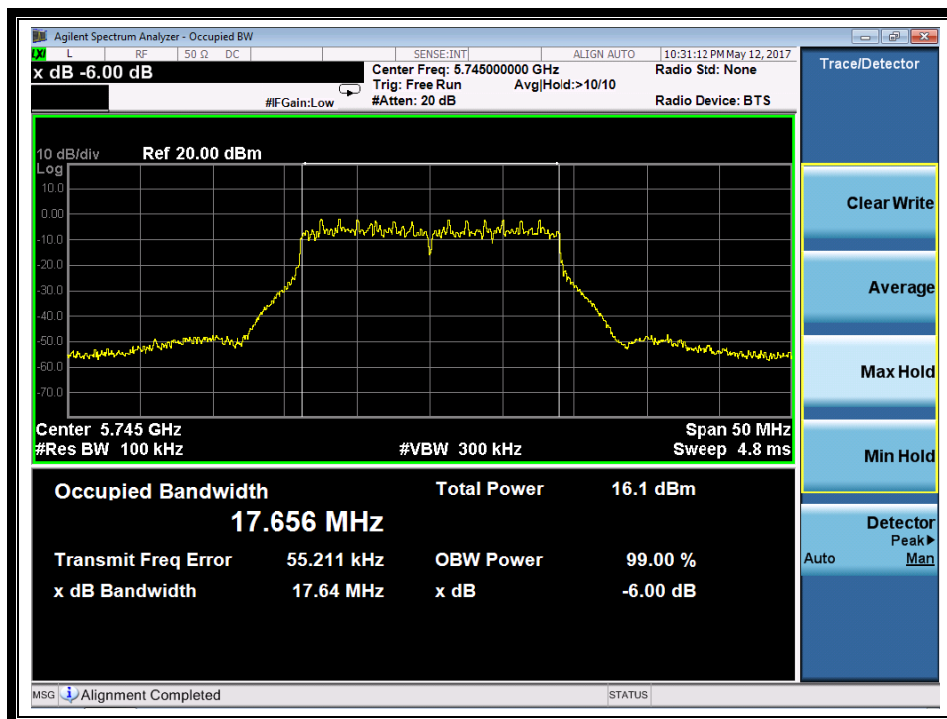 Agilent Spectrum Analyzer - Occupied BW
LXI L RF 50 Ω DC SENSE:INT ALIGN AUTO 10:31:12 PM May 12, 2017
x dB -6.00 dB
Center Freq: 5.745000000 GHz Radio Std: None
Trig: Free Run Avg|Hold:>10/10
#IFGain:Low #Atten: 20 dB Radio Device: BTS
10 dB/div Ref 20.00 dBm
Log
10.0
0.00
-10.0
-20.0
-30.0
-40.0
-50.0
-60.0
-70.0
Center 5.745 GHz Span 50 MHz
#Res BW 100 kHz #VBW 300 kHz Sweep 4.8 ms
Occupied Bandwidth Total Power 16.1 dBm
17.656 MHz
Transmit Freq Error 55.211 kHz OBW Power 99.00 %
x dB Bandwidth 17.64 MHz x dB -6.00 dB
MSG Alignment Completed STATUS
Trace/Detector
Clear Write
Average
Max Hold
Min Hold
Detector
Peak▶
Auto Man